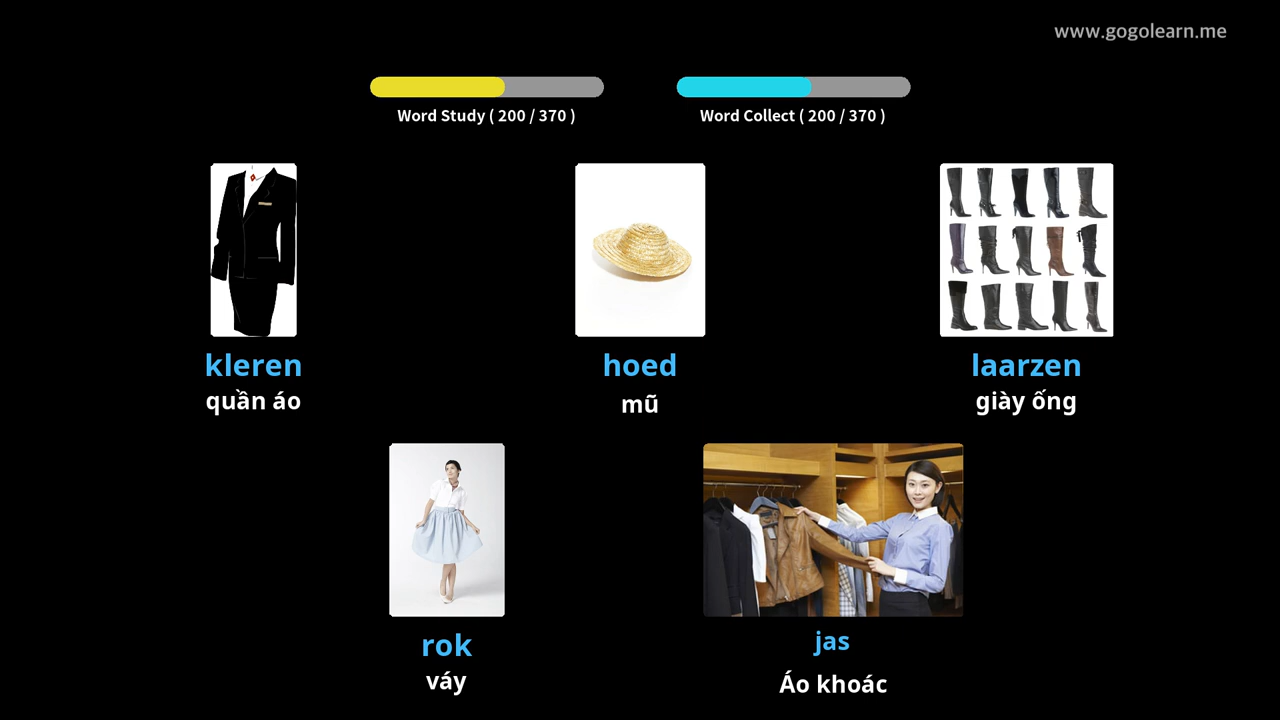 www.gogolearn.me
Word Study ( 200 / 370 )
Word Collect ( 200 / 370 )
kleren
quần áo
hoed
mũ
laarzen
giày ống
rok
váy
jas
Áo khoác